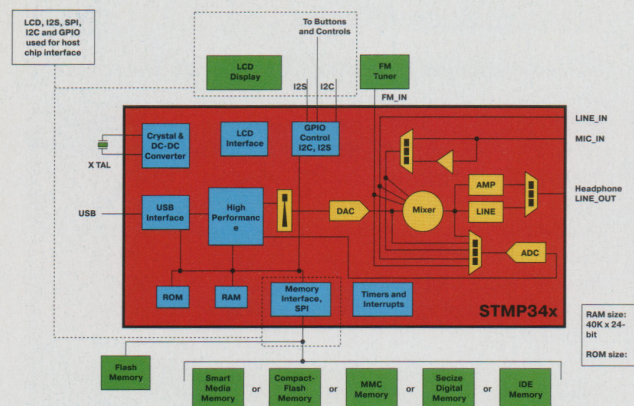 LCD, I2S, SPI,
I2C and GPIO
used for host
chip interface
To Buttons
and Controls
LCD
Display
FM
Tuner
I2S
I2C
FM_IN
Crystal &
DC-DC
Converter
LCD
Interface
GPIO
Control
I2C, I2S
LINE_IN
MIC_IN
X TAL
USB
USB
Interface
High
Performanc
e
DAC
Mixer
AMP
LINE
Headphone
LINE_OUT
ADC
ROM
RAM
Memory
Interface,
SPI
Timers and
Interrupts
STMP34x
RAM size:
40K x 24-
bit
ROM size:
Flash
Memory
Smart
Media
Memory
or
Compact-
Flash
Memory
or
MMC
Memory
or
Secize
Digital
Memory
or
IDE
Memory